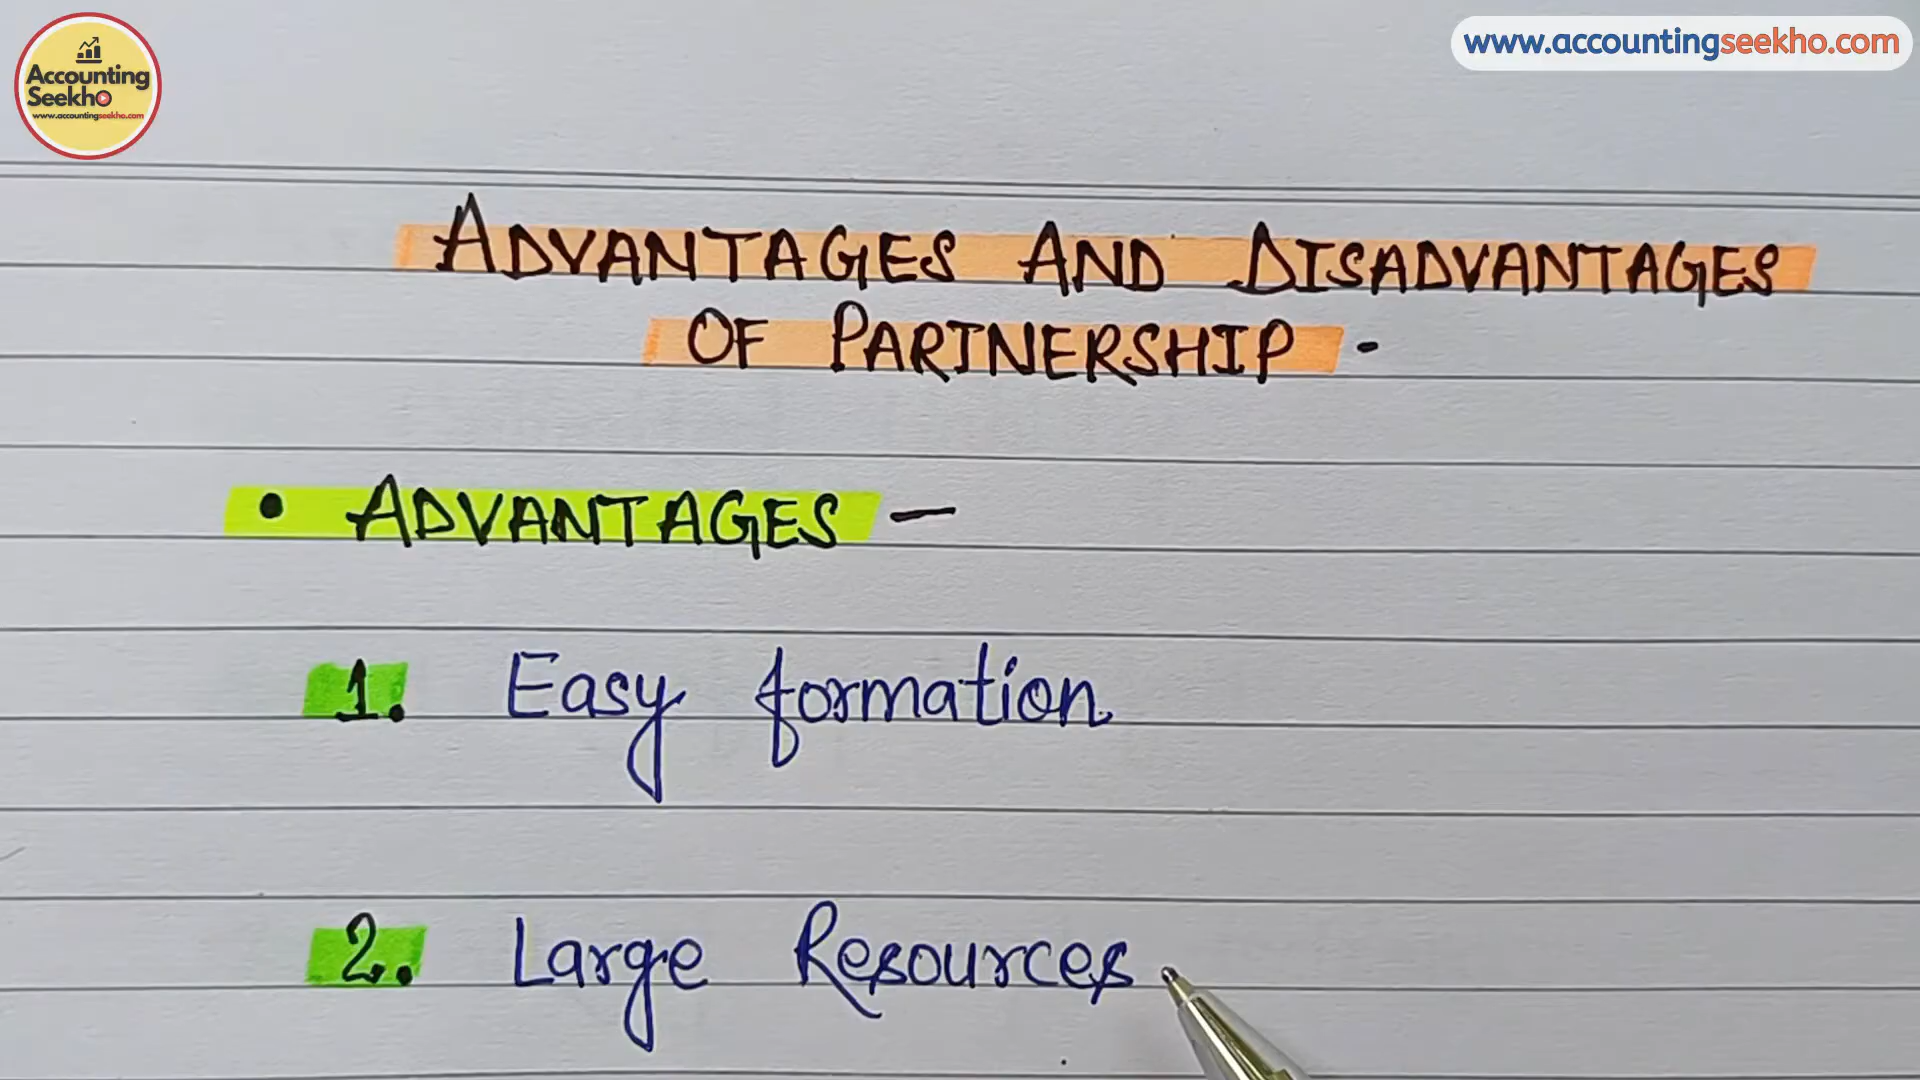 Accounting
Seekho
www.accountingseekho.com
www.accountingseekho.com
ADVANTAGES AND DISADVANTAGES
OF PARTNERSHIP -
• ADVANTAGES —
1. Easy formation
2. Large Resources